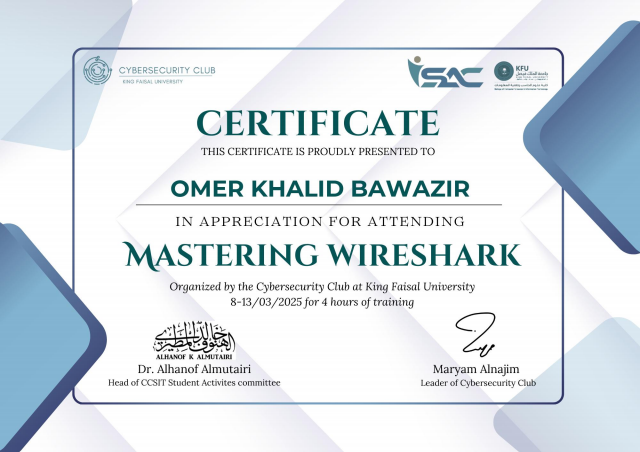 CYBERSECURITY CLUB
KING FAISAL UNIVERSITY
iSAC
KFU
جامعة الملك فيصل
CERTIFICATE
THIS CERTIFICATE IS PROUDLY PRESENTED TO
OMER KHALID BAWAZIR
IN APPRECIATION FOR ATTENDING
MASTERING WIRESHARK
Organized by the Cybersecurity Club at King Faisal University
8-13/03/2025 for 4 hours of training
ALHANOF K ALMUTAIRI
Dr. Alhanof Almutairi
Head of CCSIT Student Activites committee
Maryam Alnajim
Leader of Cybersecurity Club